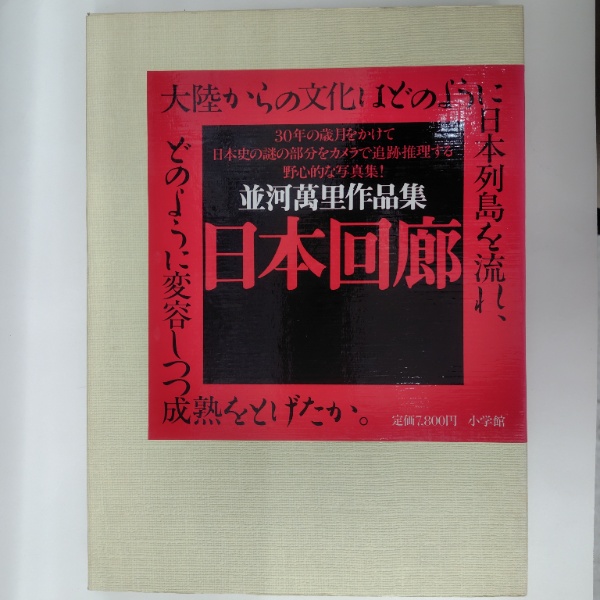 大陸からの文化はどのように
日本列島を流れ、
どのように変容しつつ
成熟をとげたか。
30年の歳月をかけて
日本史の謎の部分をカメラで追跡推理する
野心的な写真集!
並河萬里作品集
日本回廊
定価7,800円 小学館